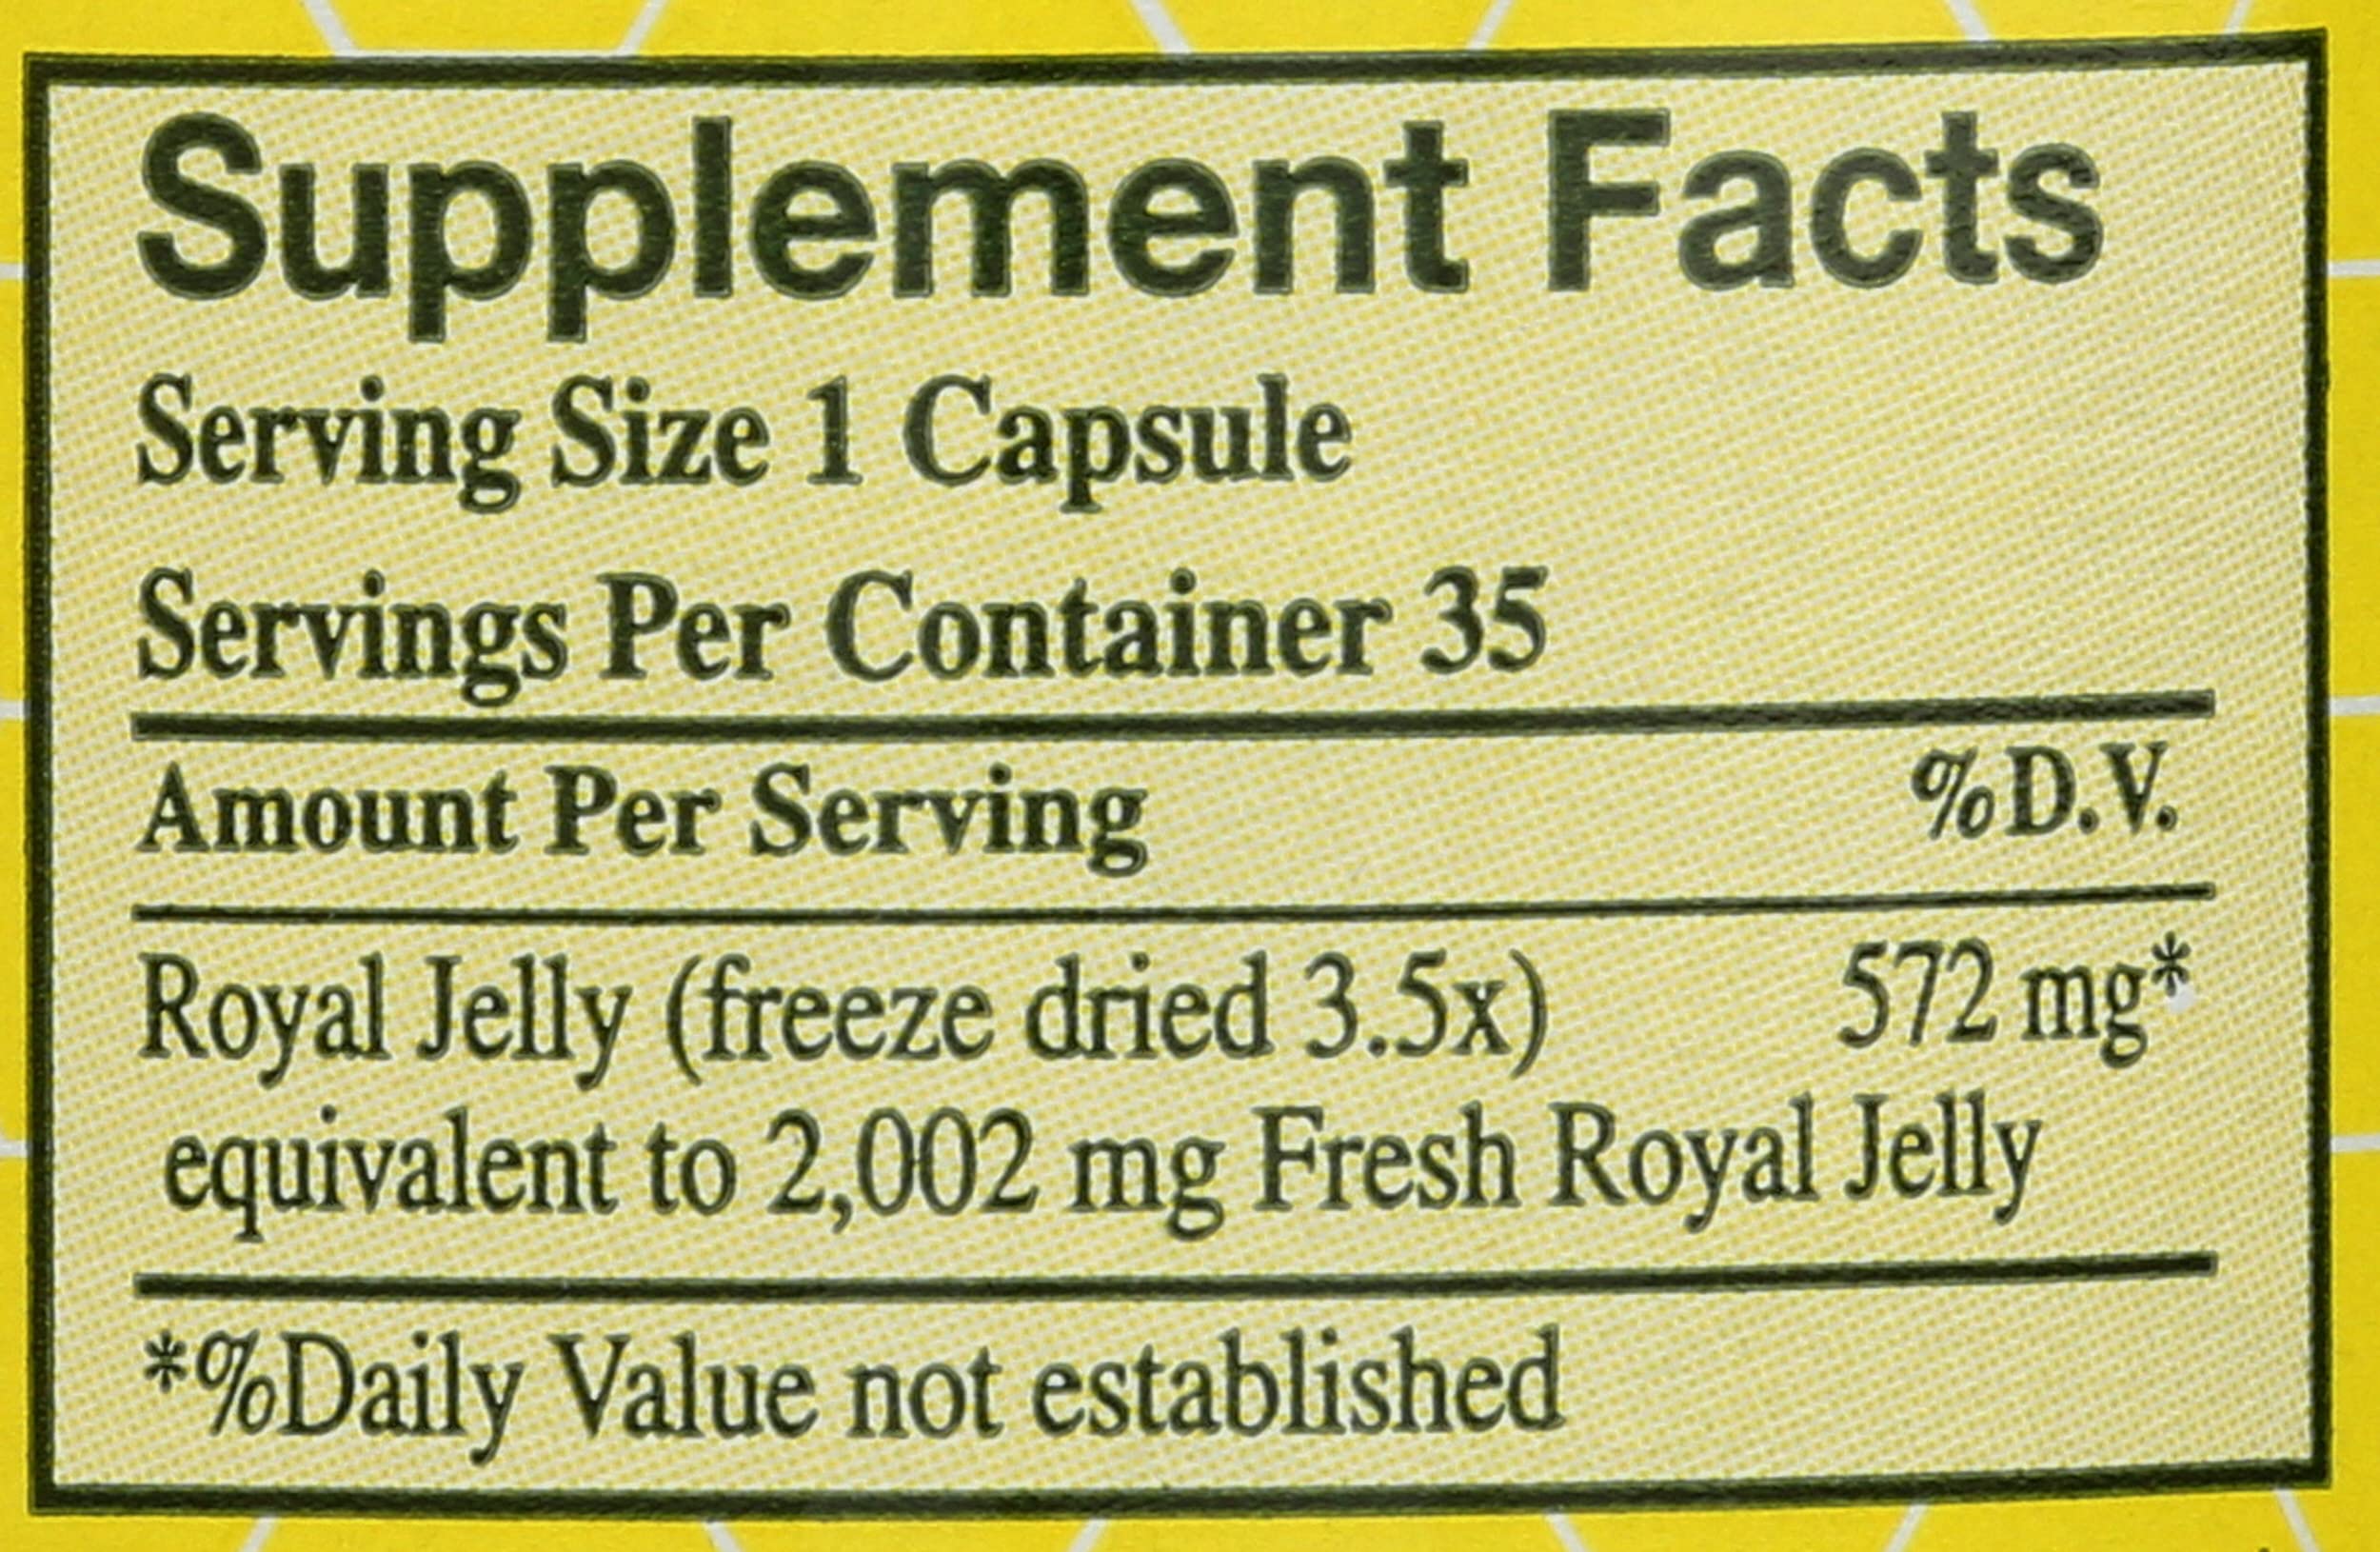 Supplement Facts
Serving Size 1 Capsule
Servings Per Container 35
Amount Per Serving %D.V.
Royal Jelly (freeze dried 3.5x) 572 mg*
equivalent to 2,002 mg Fresh Royal Jelly
*%Daily Value not established